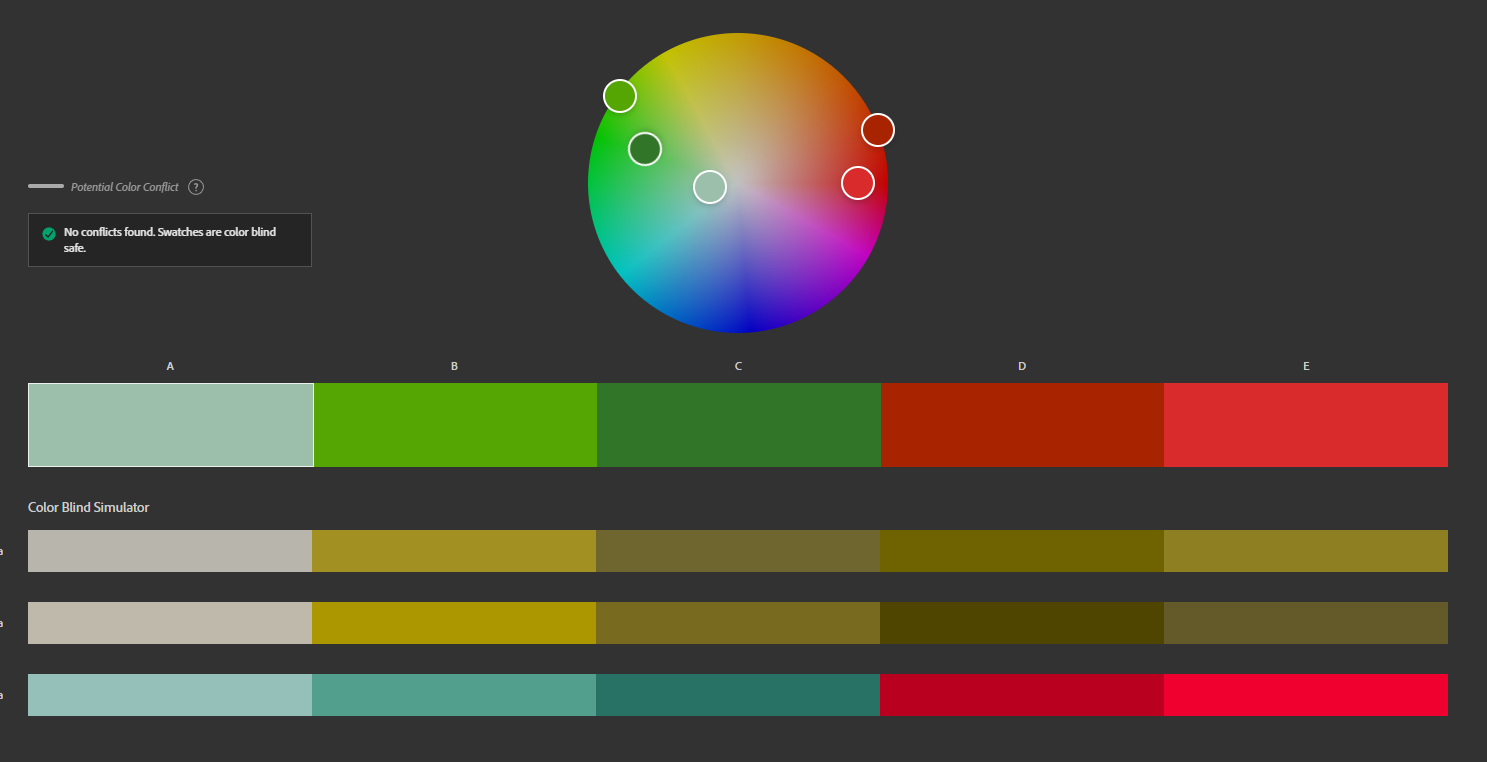 Potential Color Conflict ?
No conflicts found. Swatches are color blind
safe.
A B C D E
Color Blind Simulator
a
a
a